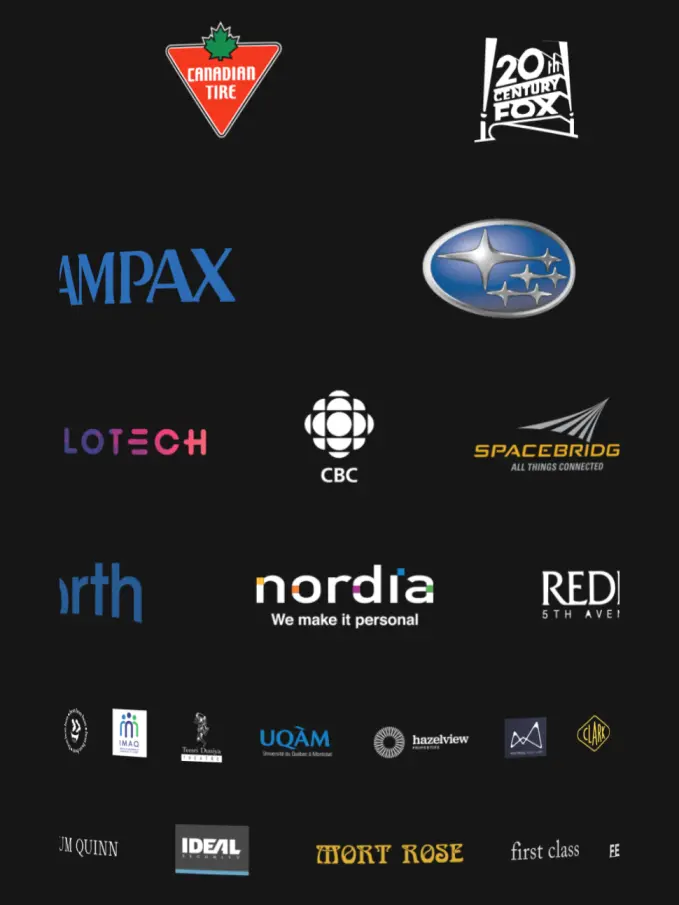 CANADIAN
TIRE
20th
CENTURY
FOX
AMPAX
LOTECH
CBC
SPACEBRIDG
ALL THINGS CONNECTED
orth
nordia
We make it personal
RED
5TH AVEN
IMAQ
Teesri Duniya
THEATRE
UQÀM
Université du Québec à Montréal
hazelview
PROPERTIES
CLARK
UM QUINN
IDEAL
MORT ROSE
first class
FE